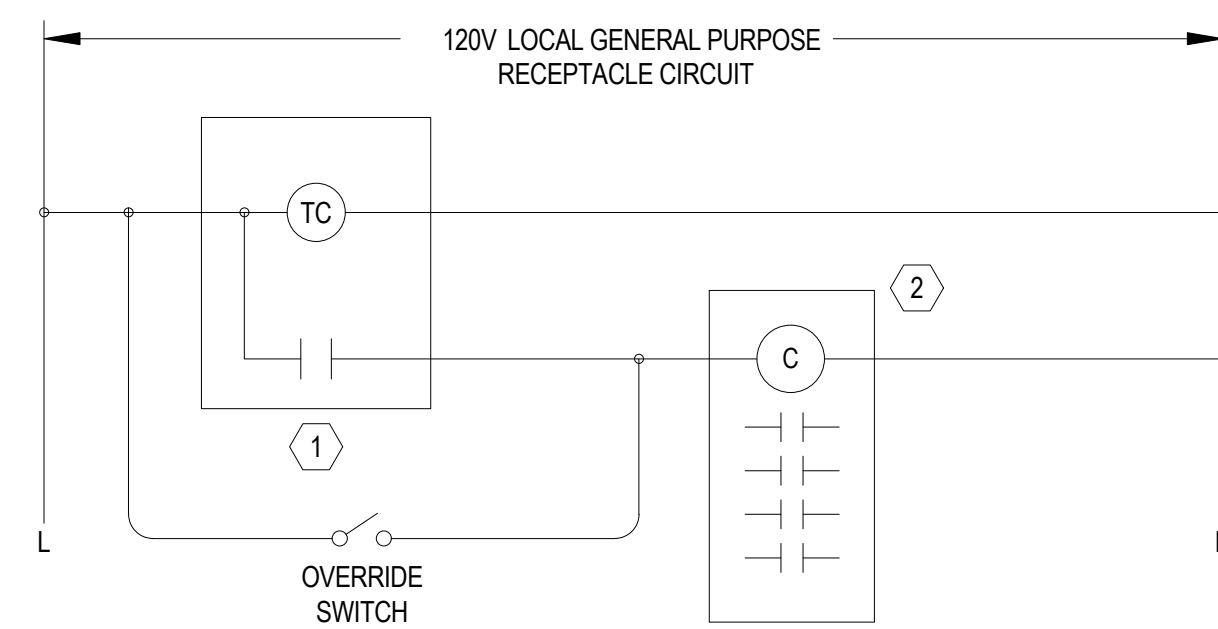 120V LOCAL GENERAL PURPOSE
RECEPTACLE CIRCUIT
TC
2
C
1
L
OVERRIDE
SWITCH